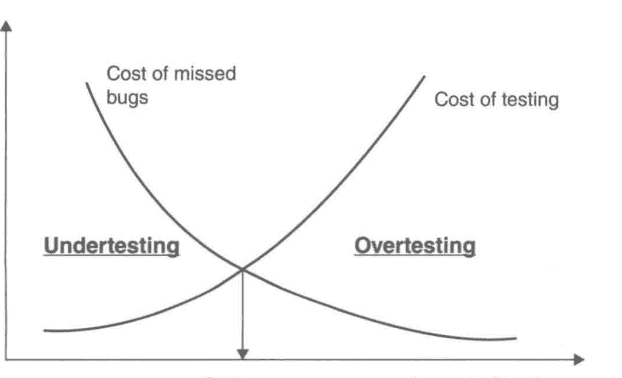 Cost of missed
bugs
Cost of testing
Undertesting
Overtesting